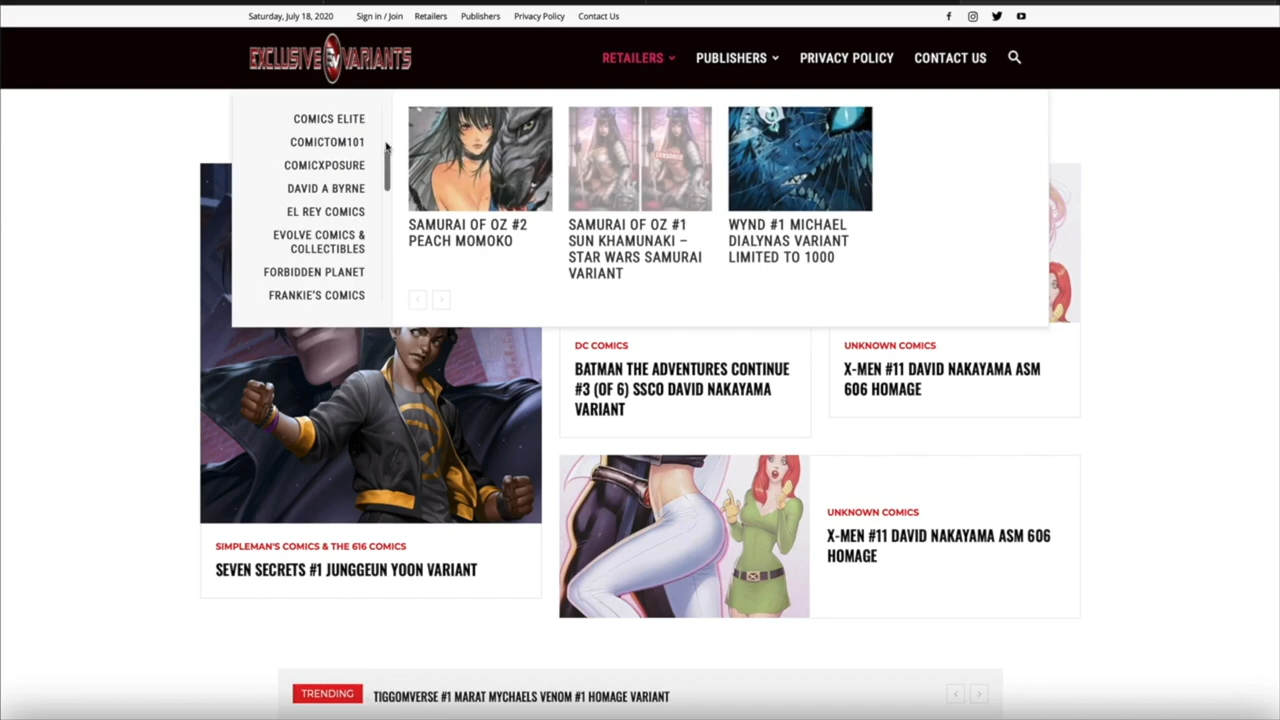 Saturday, July 18, 2020
Sign in / Join
Retailers
Publishers
Privacy Policy
Contact Us
EXCLUSIVE EV VARIANTS
RETAILERS
PUBLISHERS
PRIVACY POLICY
CONTACT US
COMICS ELITE
COMICTOM101
COMICXPOSURE
DAVID A BYRNE
EL REY COMICS
EVOLVE COMICS &
COLLECTIBLES
FORBIDDEN PLANET
FRANKIE'S COMICS
SAMURAI OF OZ #2
PEACH MOMOKO
CENSORED
SAMURAI OF OZ #1
SUN KHAMUNAKI –
STAR WARS SAMURAI
VARIANT
WYND #1 MICHAEL
DIALYNAS VARIANT
LIMITED TO 1000
SIMPLEMAN'S COMICS & THE 616 COMICS
SEVEN SECRETS #1 JUNGGEUN YOON VARIANT
DC COMICS
BATMAN THE ADVENTURES CONTINUE
#3 (OF 6) SSCO DAVID NAKAYAMA
VARIANT
UNKNOWN COMICS
X-MEN #11 DAVID NAKAYAMA ASM
606 HOMAGE
UNKNOWN COMICS
X-MEN #11 DAVID NAKAYAMA ASM 606
HOMAGE
TRENDING
TIGGOMVERSE #1 MARAT MYCHAELS VENOM #1 HOMAGE VARIANT